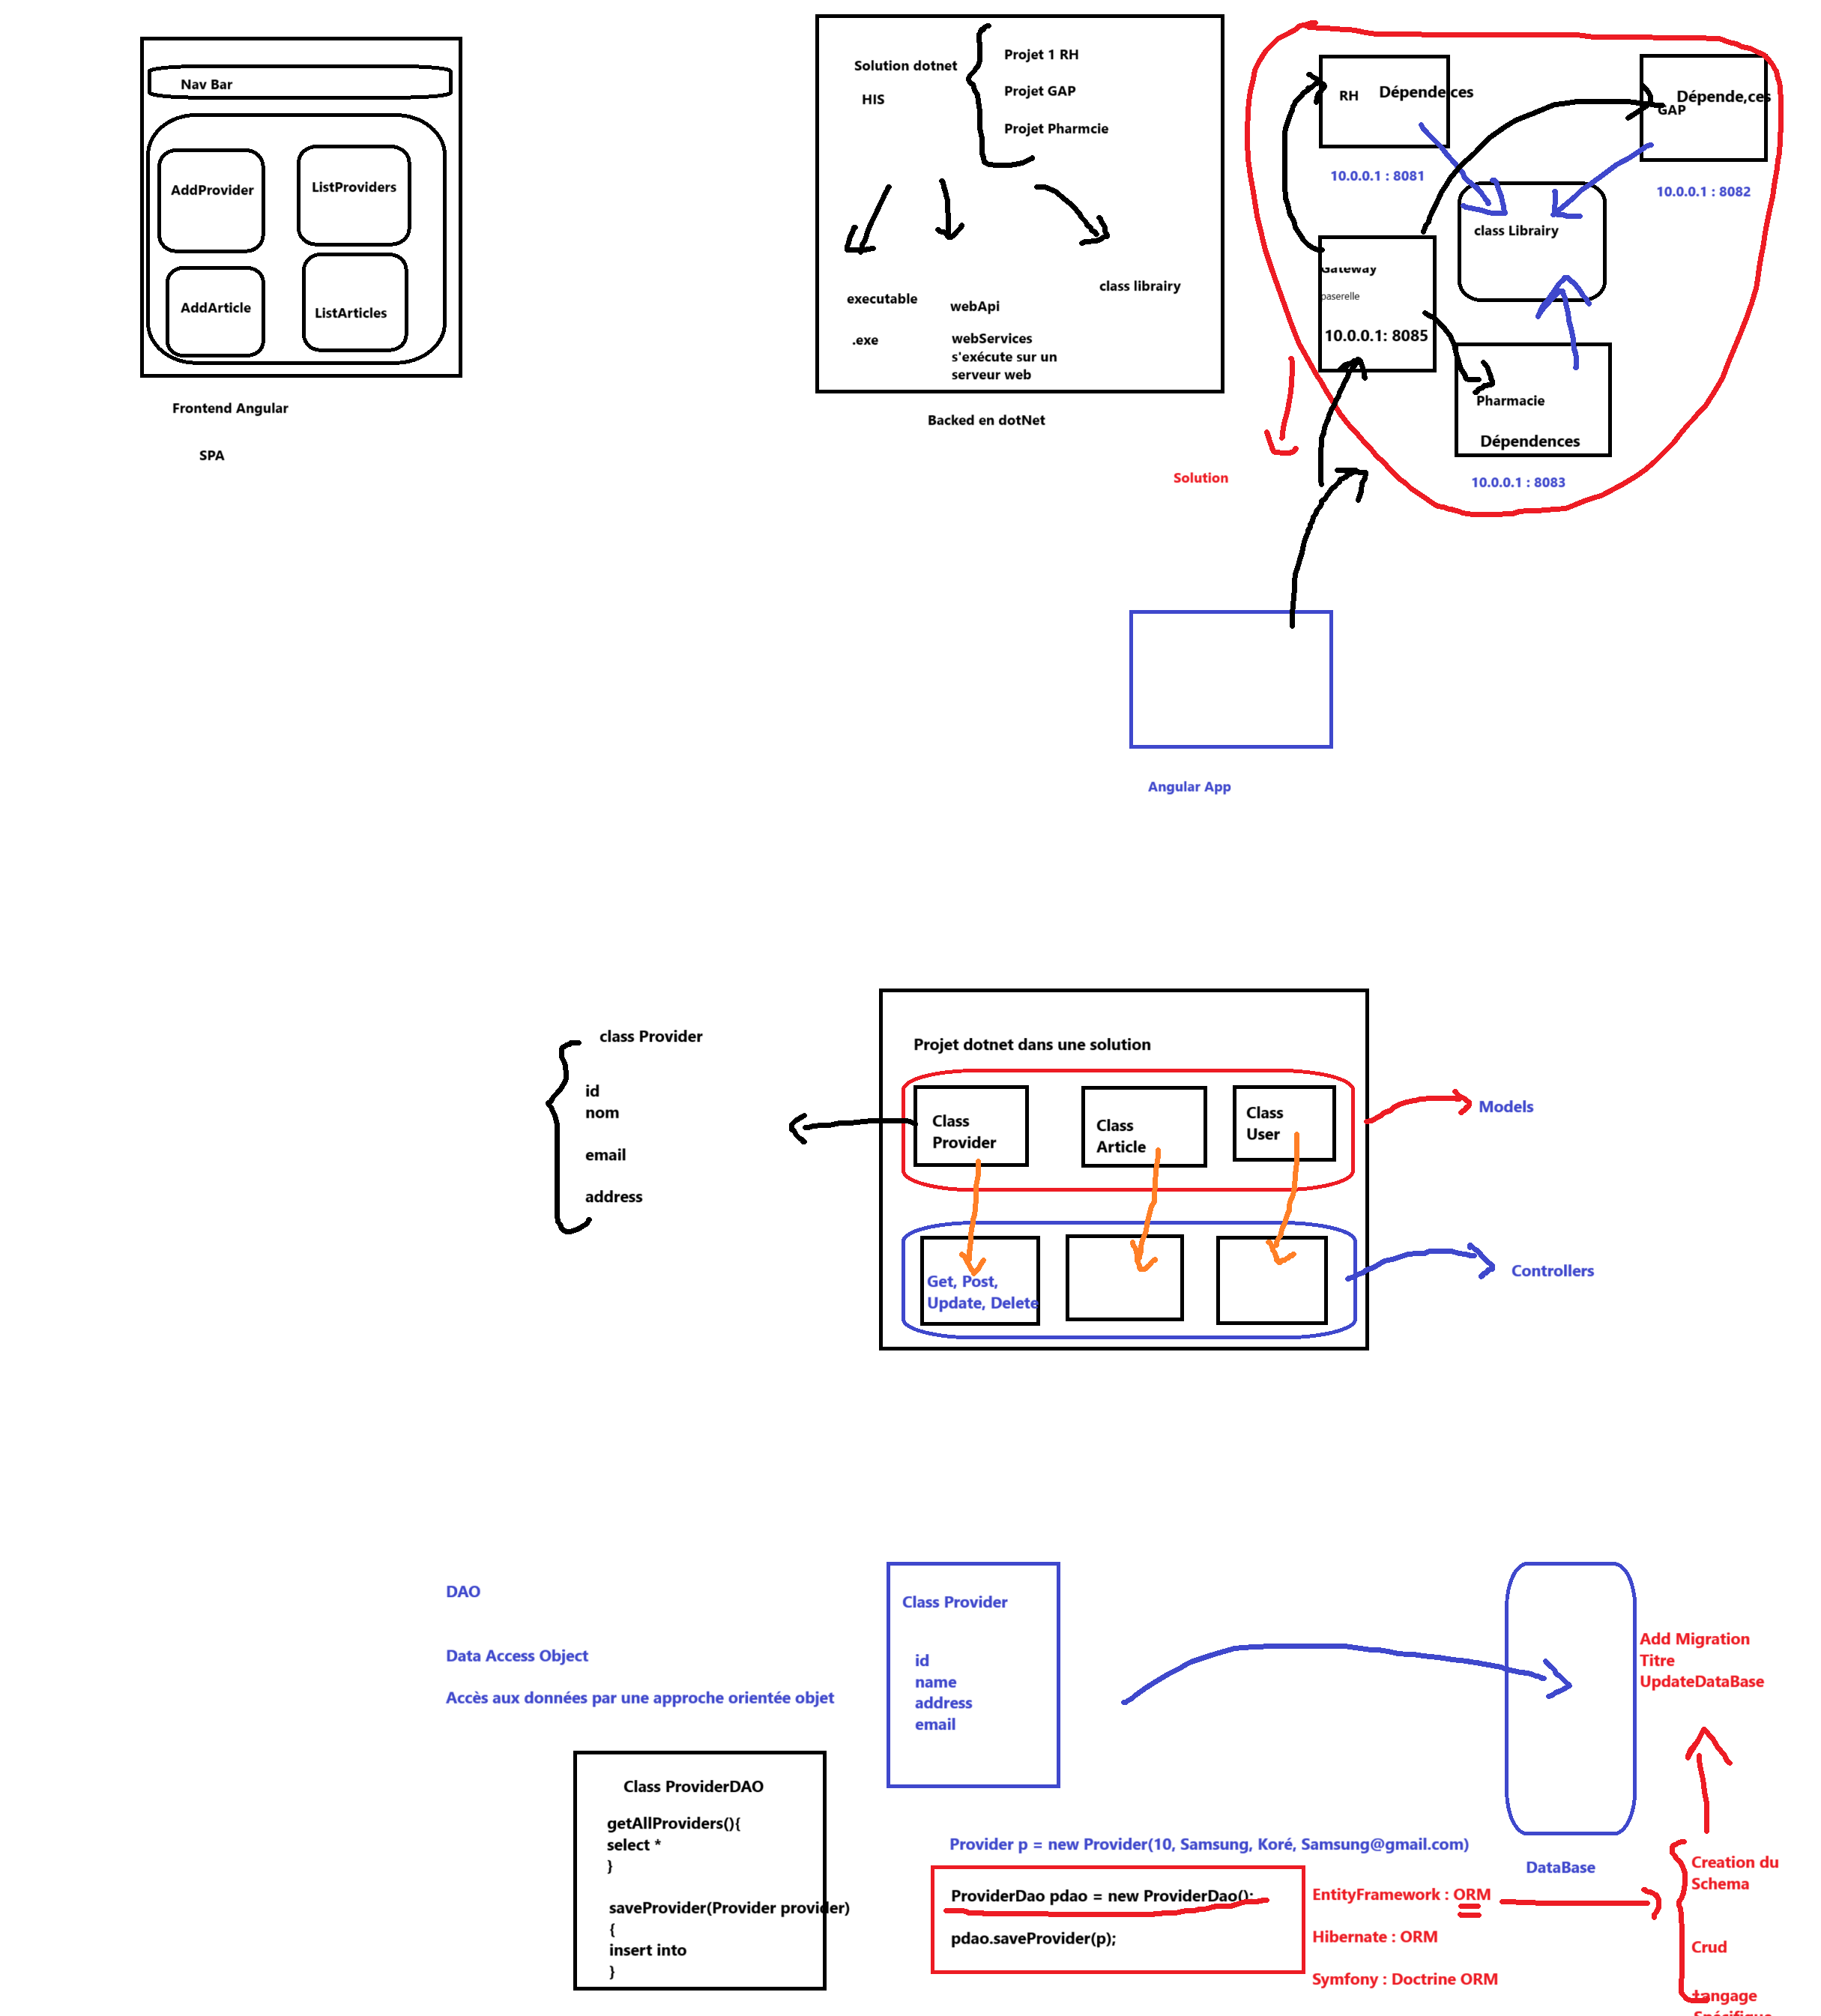 Nav Bar
AddProvider
ListProviders
AddArticle
ListArticles
Frontend Angular
SPA
Solution dotnet
HIS
Projet 1 RH
Projet GAP
Projet Pharmcie
executable
.exe
webApi
webServices
s'exécute sur un
serveur web
class librairy
Backed en dotNet
RH
Dépende,ces
10.0.0.1 : 8081
Dépende,ces
GAP
10.0.0.1 : 8082
class Librairy
Gateway
paserelle
10.0.0.1: 8085
Pharmacie
Dépendences
10.0.0.1 : 8083
Solution
Angular App
class Provider
id
nom
email
address
Projet dotnet dans une solution
Class
Provider
Class
Article
Class
User
Models
Get, Post,
Update, Delete
Controllers
DAO
Data Access Object
Accès aux données par une approche orientée objet
Class Provider
id
name
address
email
Add Migration
Titre
UpdateDataBase
Class ProviderDAO
getAllProviders(){
select *
}
saveProvider(Provider provider)
{
insert into
}
Provider p = new Provider(10, Samsung, Koré, Samsung@gmail.com)
ProviderDao pdao = new ProviderDao();
pdao.saveProvider(p);
DataBase
EntityFramework : ORM
Hibernate : ORM
Symfony : Doctrine ORM
Creation du
Schema
Crud